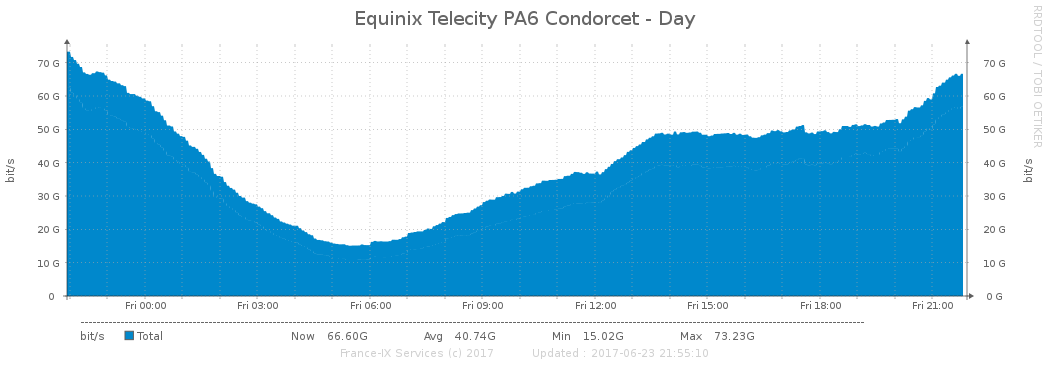 Equinix Telecity PA6 Condorcet - Day
RRDTOOL / TOBI OETIKER
bit/s
70 G 70 G
60 G 60 G
50 G 50 G
40 G 40 G
30 G 30 G
20 G 20 G
10 G 10 G
0 0 G
bit/s
Fri 00:00 Fri 03:00 Fri 06:00 Fri 09:00 Fri 12:00 Fri 15:00 Fri 18:00 Fri 21:00
bit/s Total Now 66.60G Avg 40.74G Min 15.02G Max 73.23G
France-IX Services (c) 2017 Updated : 2017-06-23 21:55:10